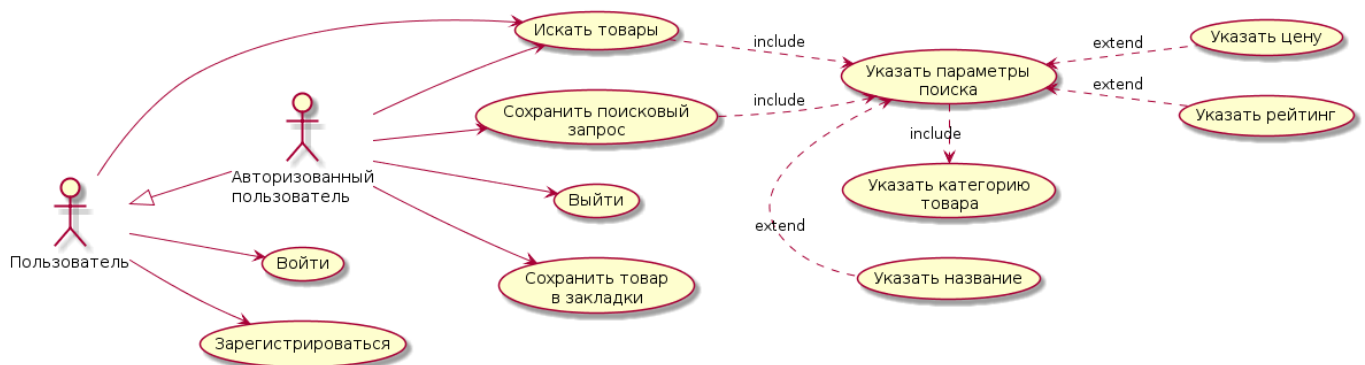 Искать товары
include
Указать параметры
поиска
extend
Указать цену
extend
Указать рейтинг
Сохранить поисковый
запрос
include
include
Авторизованный
пользователь
Указать категорию
товара
Выйти
extend
Пользователь
Войти
Сохранить товар
в закладки
Указать название
Зарегистрироваться